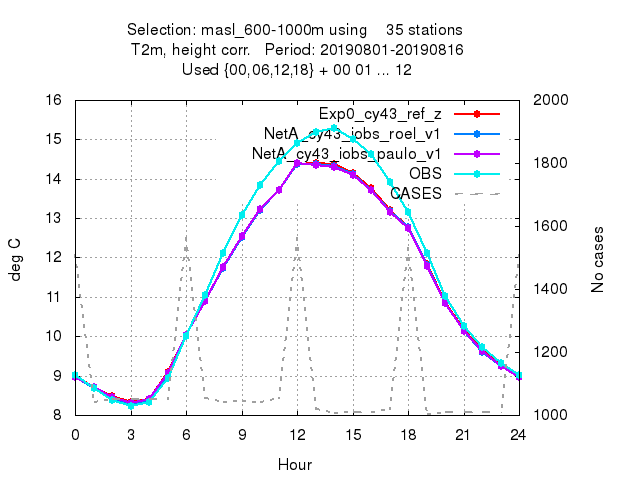 Selection: masl_600-1000m using 35 stations
T2m, height corr. Period: 20190801-20190816
Used {00,06,12,18} + 00 01 ... 12
16 2000
Exp0_cy43_ref_z
15
NetA_cy43_iobs_roel_v1
NetA_cy43_iobs_paulo_v1
1800
14
OBS
CASES
13
1600
12
deg C
No cases
11
1400
10
1200
9
8 1000
0 3 6 9 12 15 18 21 24
Hour